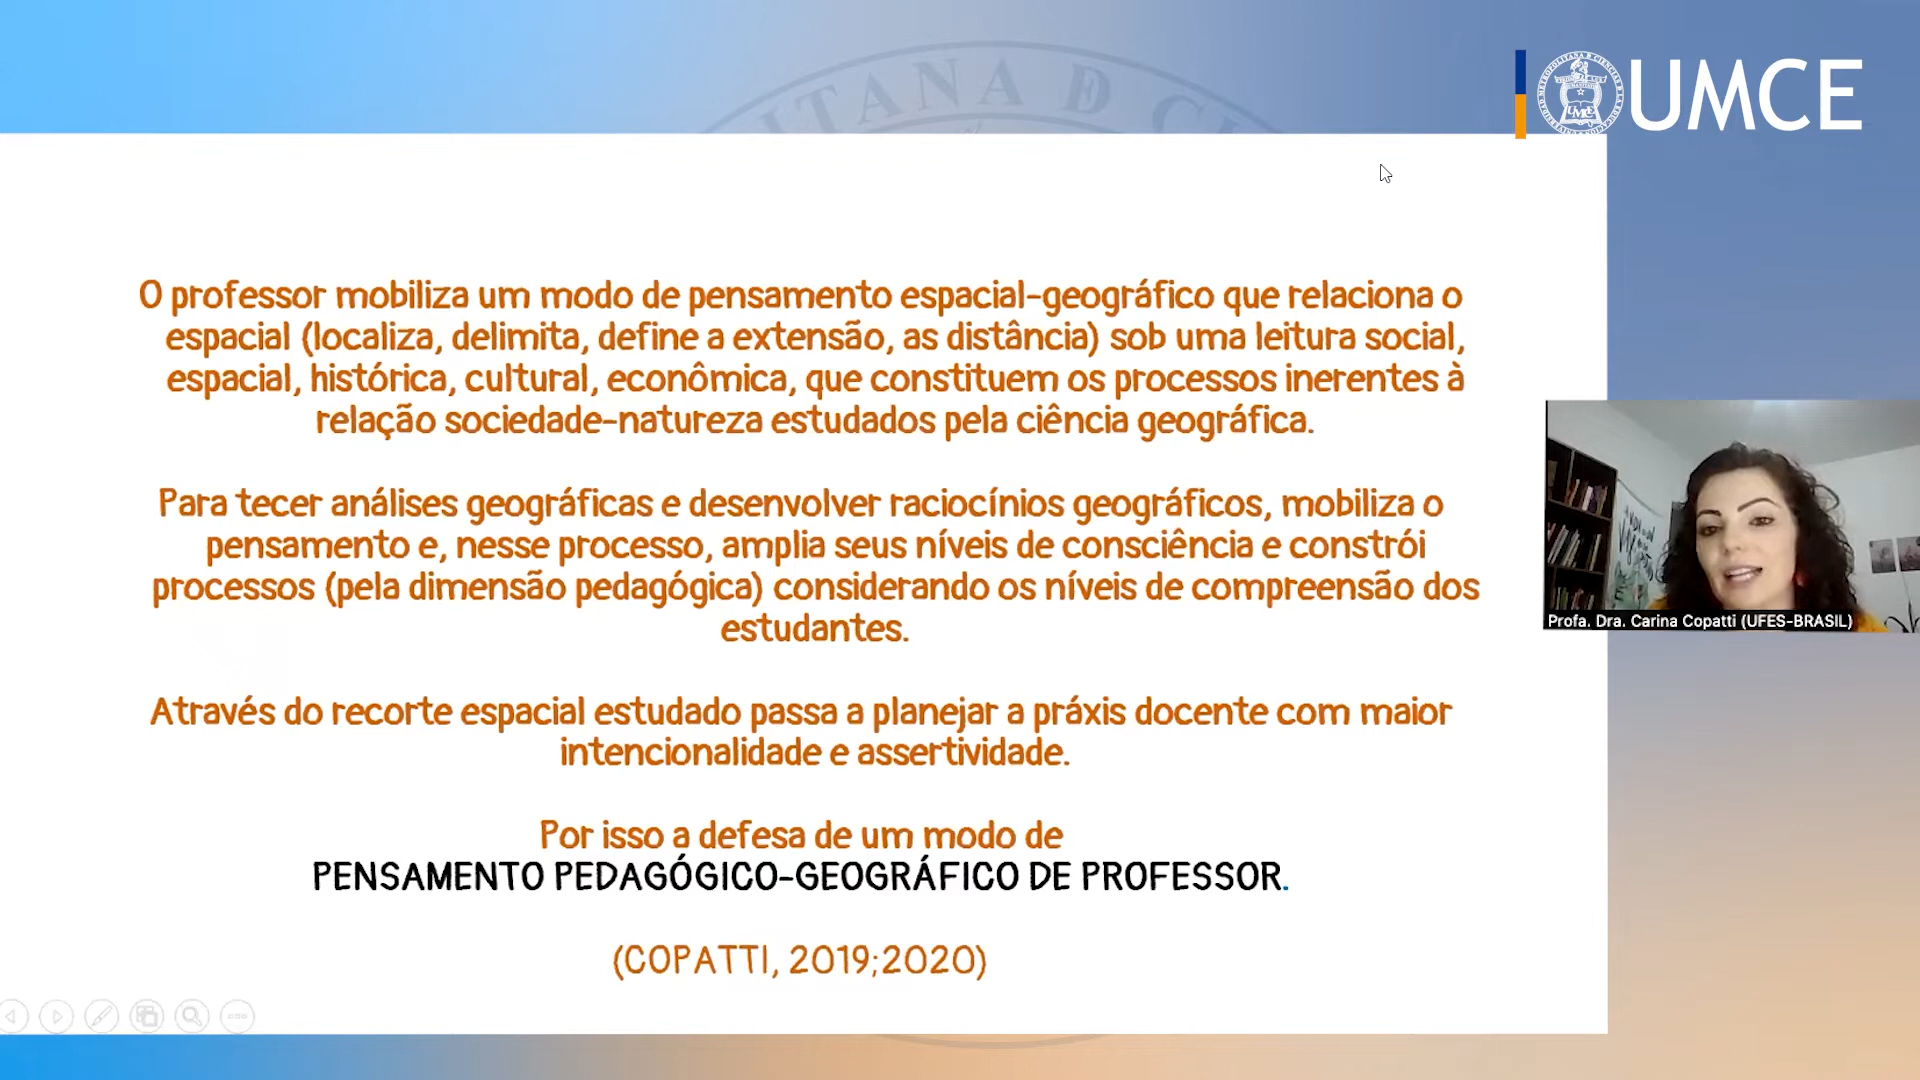 ITANA D CI
UMCE
O professor mobiliza um modo de pensamento espacial-geográfico que relaciona o
espacial (localiza, delimita, define a extensão, as distância) sob uma leitura social,
espacial, histórica, cultural, econômica, que constituem os processos inerentes à
relação sociedade-natureza estudados pela ciência geográfica.
Para tecer análises geográficas e desenvolver raciocínios geográficos, mobiliza o
pensamento e, nesse processo, amplia seus níveis de consciência e constrói
processos (pela dimensão pedagógica) considerando os níveis de compreensão dos
estudantes.
Através do recorte espacial estudado passa a planejar a práxis docente com maior
intencionalidade e assertividade.
Por isso a defesa de um modo de
PENSAMENTO PEDAGÓGICO-GEOGRÁFICO DE PROFESSOR.
(COPATTI, 2019;2020)
Profa. Dra. Carina Copatti (UFES-BRASIL)